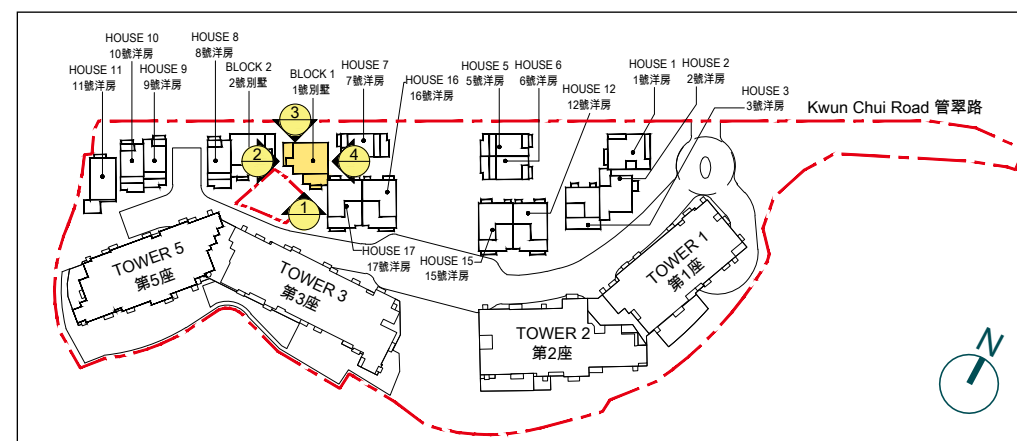 HOUSE 10
10號洋房
HOUSE 8
8號洋房
HOUSE 11
11號洋房
HOUSE 9
9號洋房
BLOCK 2
2號別墅
BLOCK 1
1號別墅
HOUSE 7
7號洋房
HOUSE 16
16號洋房
HOUSE 5
5號洋房
HOUSE 6
6號洋房
HOUSE 12
12號洋房
HOUSE 1
1號洋房
HOUSE 2
2號洋房
HOUSE 3
3號洋房
Kwun Chui Road 管翠路
3
2
4
1
HOUSE 17
17號洋房
HOUSE 15
15號洋房
TOWER 5
第5座
TOWER 3
第3座
TOWER 2
第2座
TOWER 1
第1座
N